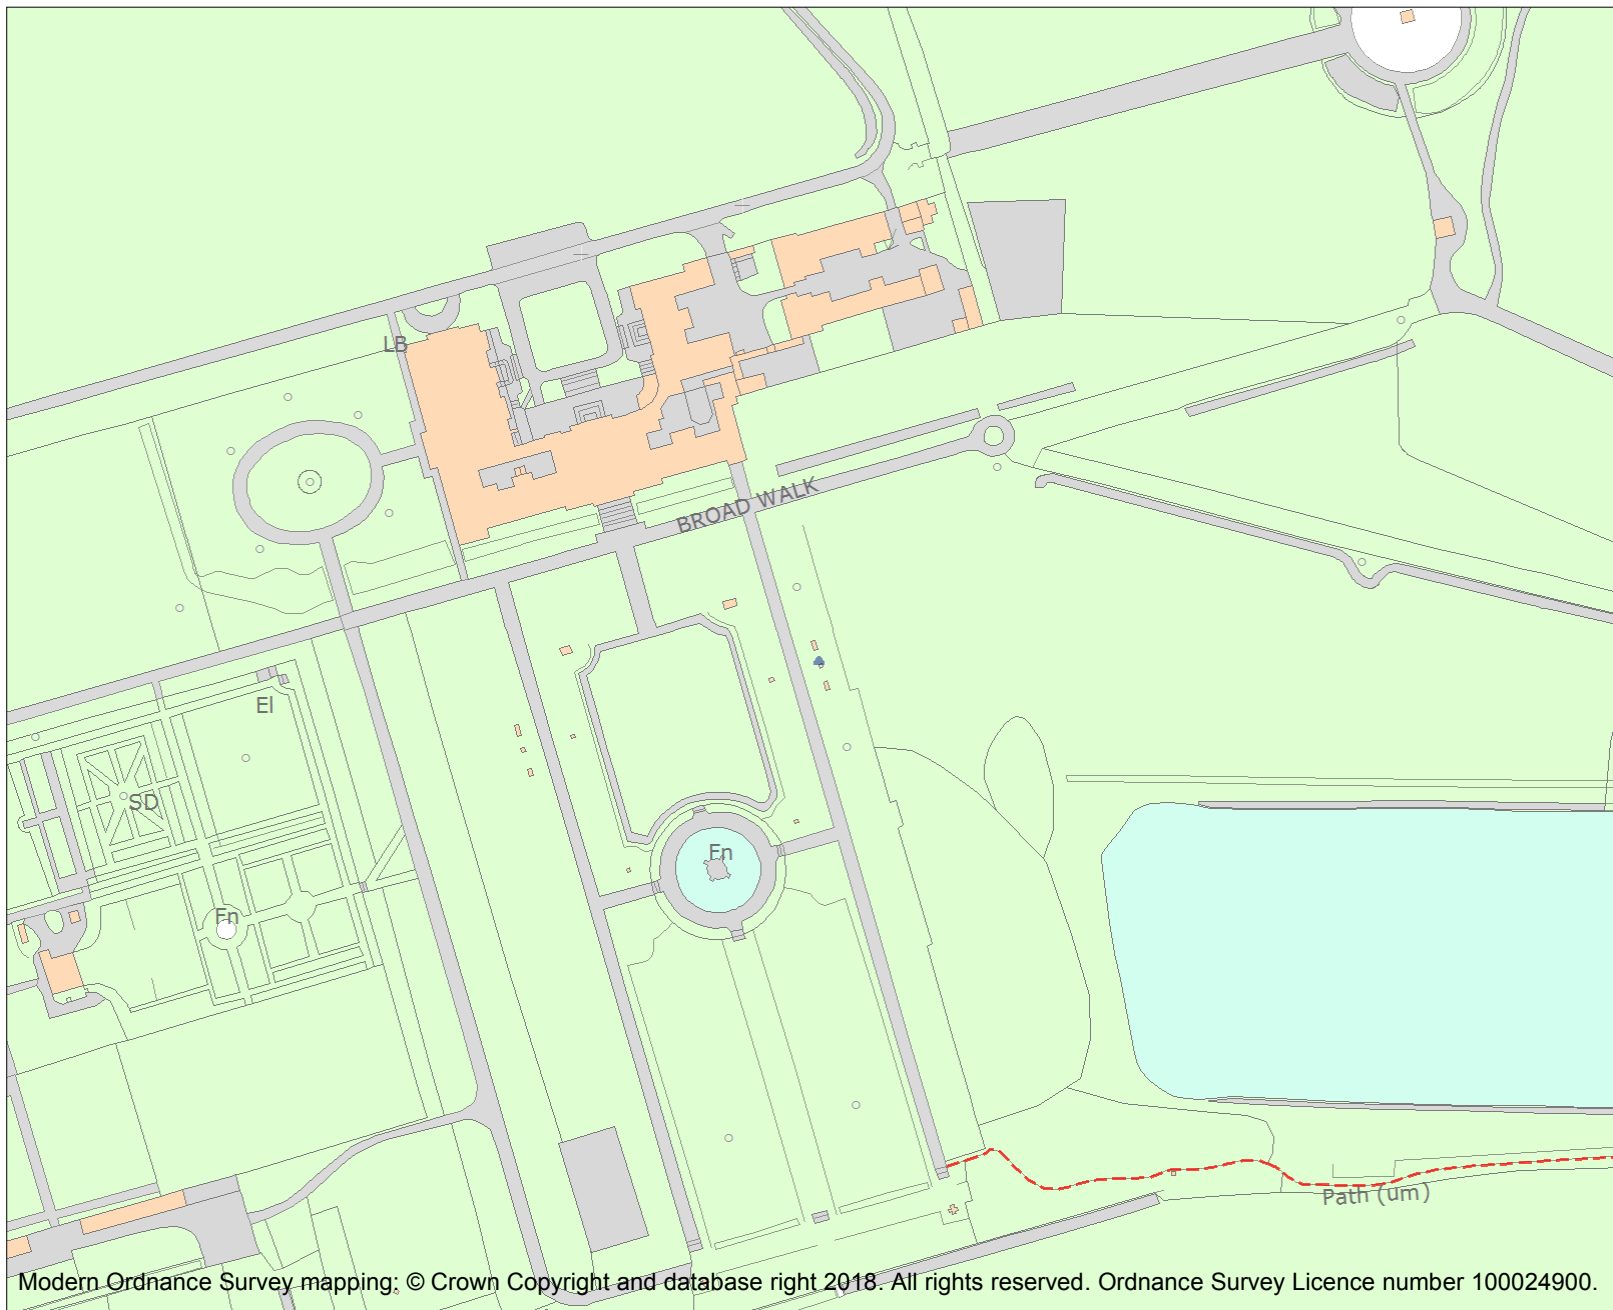 LB
BROAD WALK
El
SD
Fn
Fn
Path (um)
Modern Ordnance Survey mapping: © Crown Copyright and database right 2018. All rights reserved. Ordnance Survey Licence number 100024900.